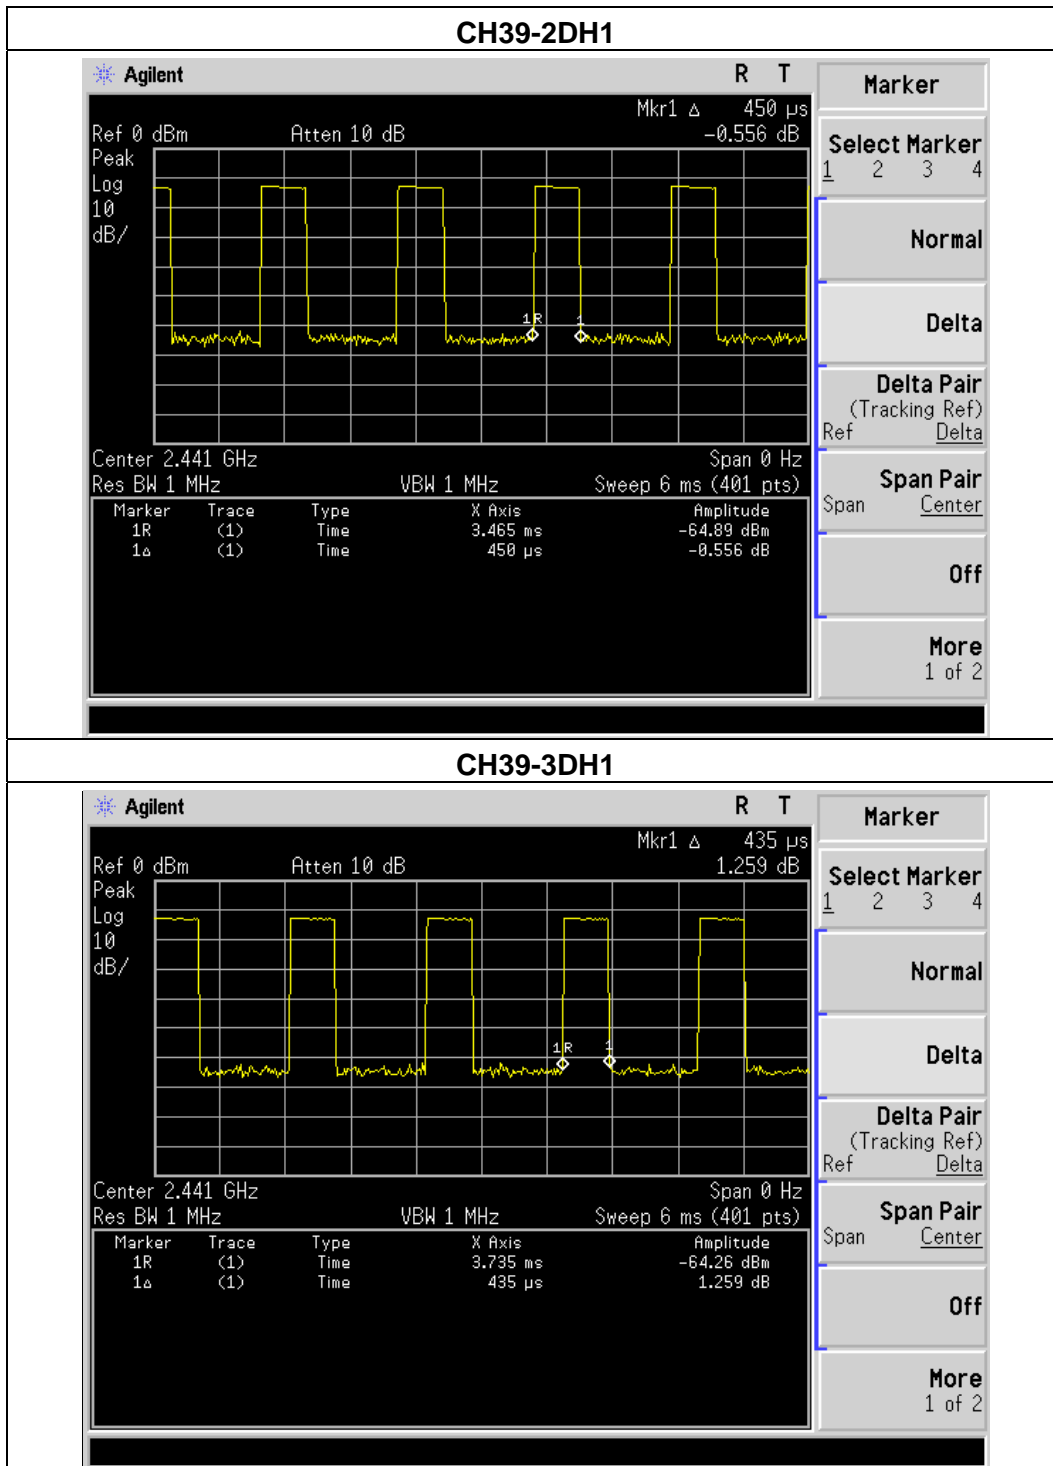 CH39-2DH1
Agilent R T
Mkr1 Δ 450 µs
Ref 0 dBm Atten 10 dB -0.556 dB
Peak
Log
10
dB/
1R 1
Center 2.441 GHz Span 0 Hz
Res BW 1 MHz VBW 1 MHz Sweep 6 ms (401 pts)
Marker Trace Type X Axis Amplitude
1R (1) Time 3.465 ms -64.89 dBm
1Δ (1) Time 450 µs -0.556 dB
Marker
Select Marker
1 2 3 4
Normal
Delta
Delta Pair
(Tracking Ref)
Ref Delta
Span Pair
Span Center
Off
More
1 of 2
CH39-3DH1
Agilent R T
Mkr1 Δ 435 µs
Ref 0 dBm Atten 10 dB 1.259 dB
Peak
Log
10
dB/
1R 1
Center 2.441 GHz Span 0 Hz
Res BW 1 MHz VBW 1 MHz Sweep 6 ms (401 pts)
Marker Trace Type X Axis Amplitude
1R (1) Time 3.735 ms -64.26 dBm
1Δ (1) Time 435 µs 1.259 dB
Marker
Select Marker
1 2 3 4
Normal
Delta
Delta Pair
(Tracking Ref)
Ref Delta
Span Pair
Span Center
Off
More
1 of 2